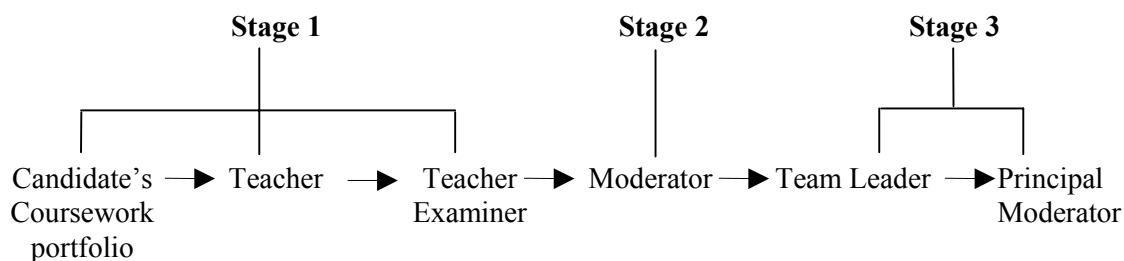 Stage 1 Stage 2 Stage 3
Candidate’s Teacher Teacher Moderator Team Leader Principal
Coursework Examiner Moderator
portfolio